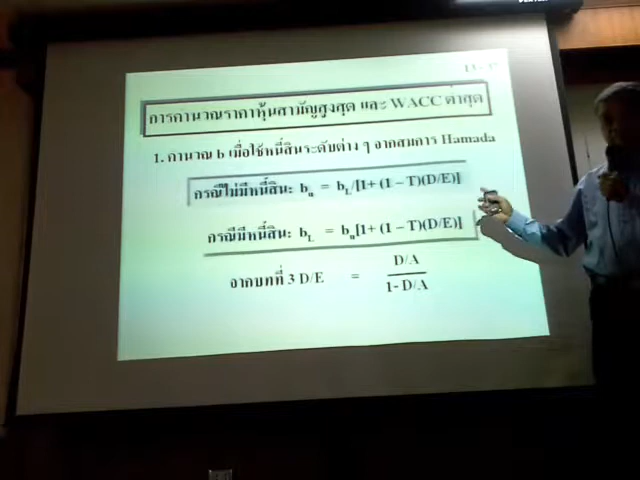 การคำนวณราคาหุ้นสามัญสูงสุด และ WACC ต่ำสุด
1. คำนวณ b เมื่อใช้หนี้สินระดับต่าง ๆ จากสมการ Hamada
กรณีไม่มีหนี้สิน: bu = bL/[1+ (1 – T)(D/E)]
กรณีมีหนี้สิน: bL = bu[1+ (1 – T)(D/E)]
จากบทที่ 3 D/E = D/A
1- D/A